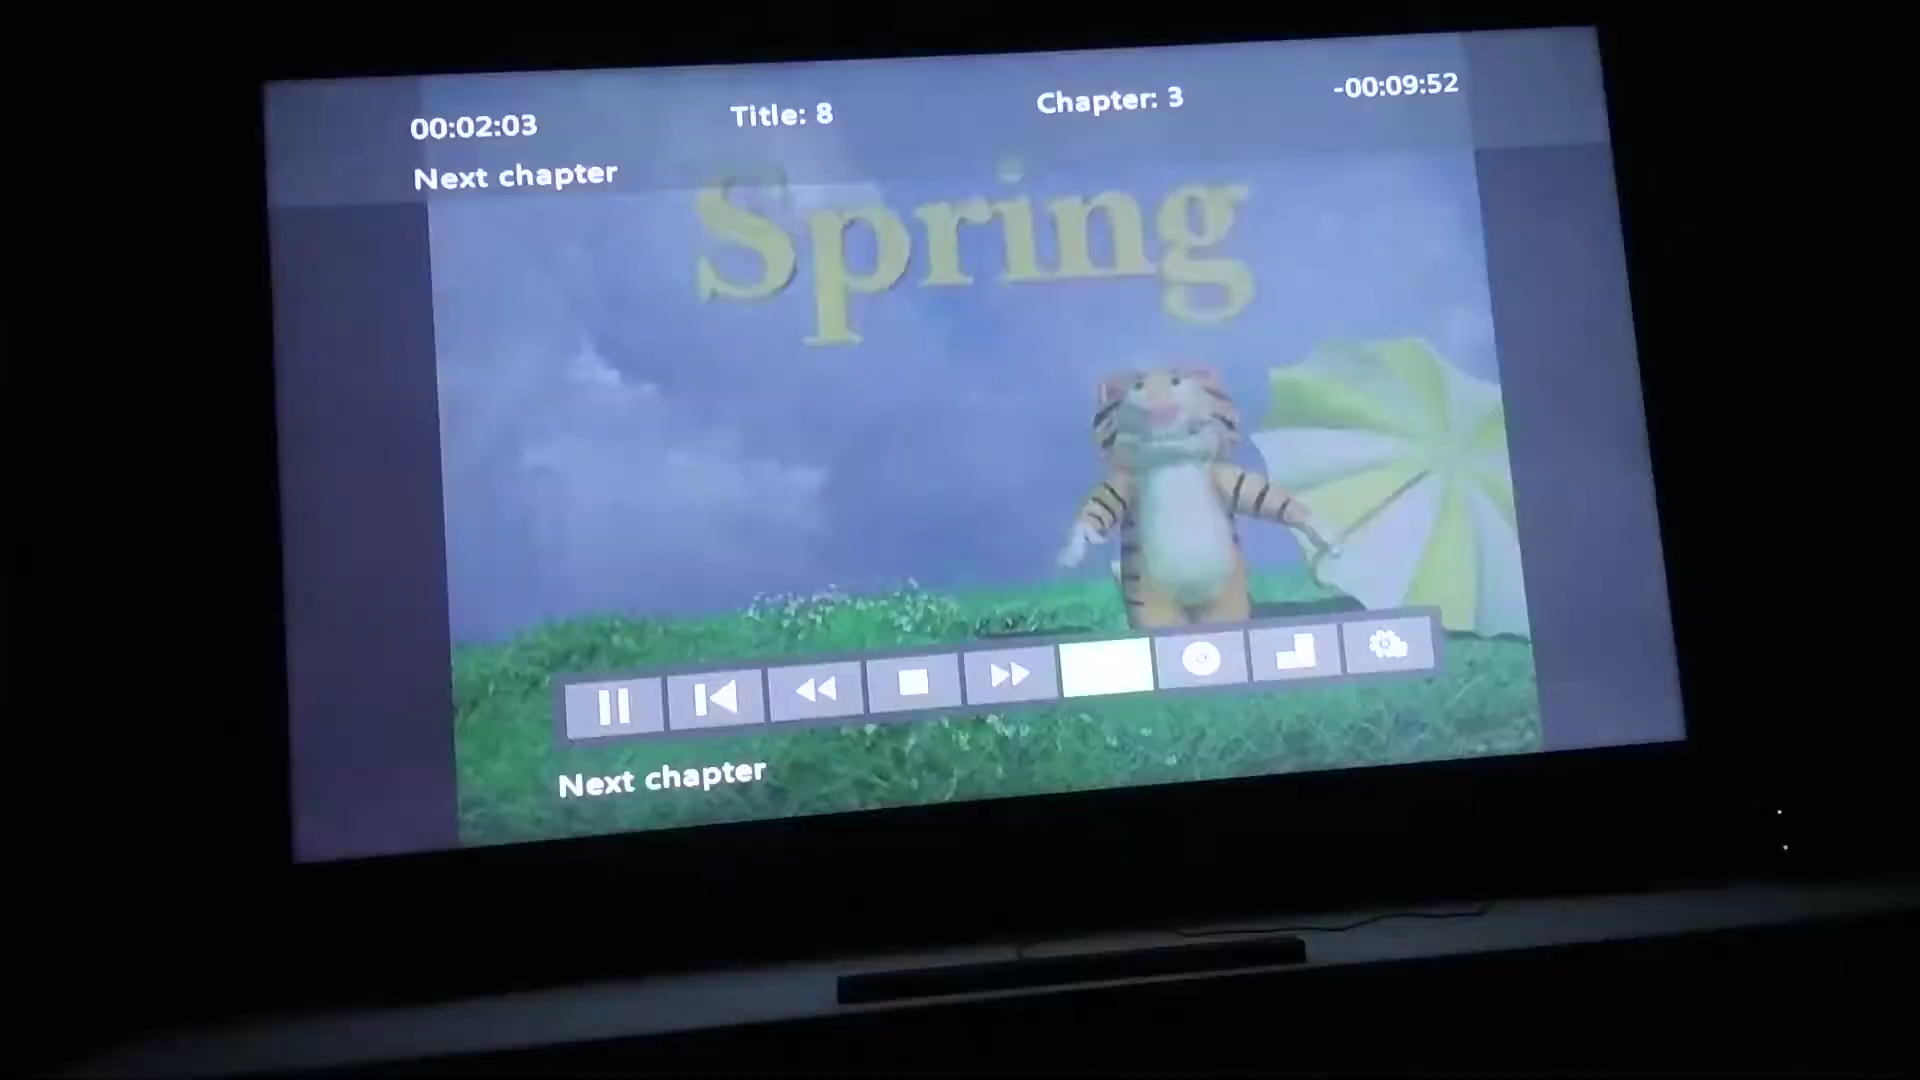 00:02:03 Title: 8 Chapter: 3 -00:09:52
Next chapter
Spring
Next chapter